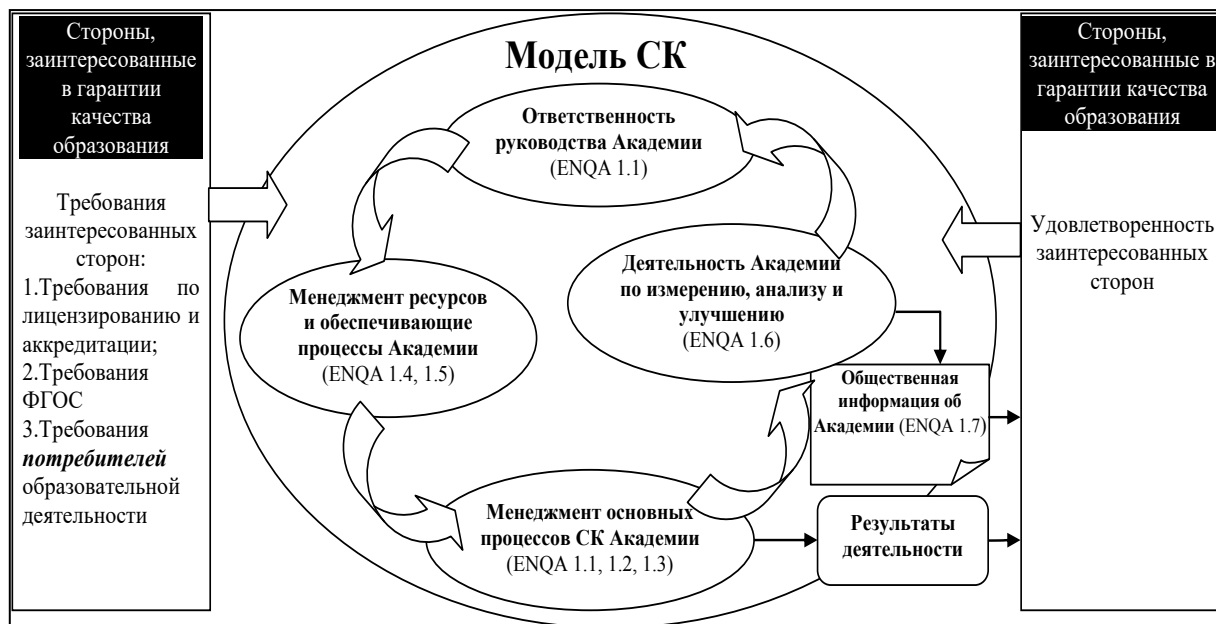 Стороны,
заинтересованные
в гарантии
качества
образования
Требования
заинтересованных
сторон:
1.Требования по
лицензированию и
аккредитации;
2.Требования
ФГОС
3.Требования
потребителей
образовательной
деятельности
Модель СК
Ответственность
руководства Академии
(ENQA 1.1)
Менеджмент ресурсов
и обеспечивающие
процессы Академии
(ENQA 1.4, 1.5)
Деятельность Академии
по измерению, анализу и
улучшению
(ENQA 1.6)
Общественная
информация об
Академии (ENQA 1.7)
Менеджмент основных
процессов СК Академии
(ENQA 1.1, 1.2, 1.3)
Результаты
деятельности
Стороны,
заинтересованные в
гарантии качества
образования
Удовлетворенность
заинтересованных
сторон